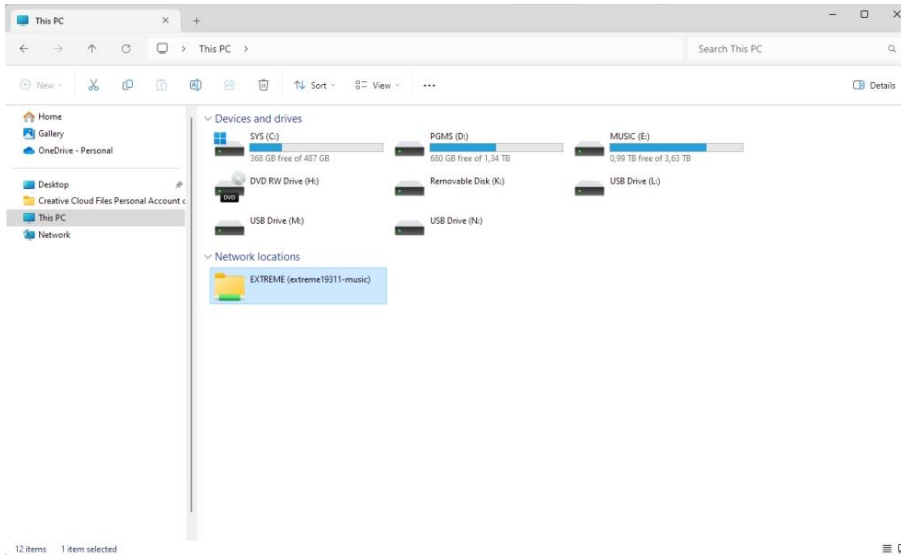 This PC
This PC
Search This PC
New
Sort
View
Details
Home
Gallery
OneDrive - Personal
Desktop
Creative Cloud Files Personal Account
This PC
Network
Devices and drives
SYS (C:)
368 GB free of 487 GB
PGMS (D:)
680 GB free of 1,34 TB
MUSIC (E:)
0,99 TB free of 3,63 TB
DVD RW Drive (H:)
DVD
Removable Disk (K:)
USB Drive (L:)
USB Drive (M:)
USB Drive (N:)
Network locations
EXTREME (extreme19311-music)
12 items 1 item selected